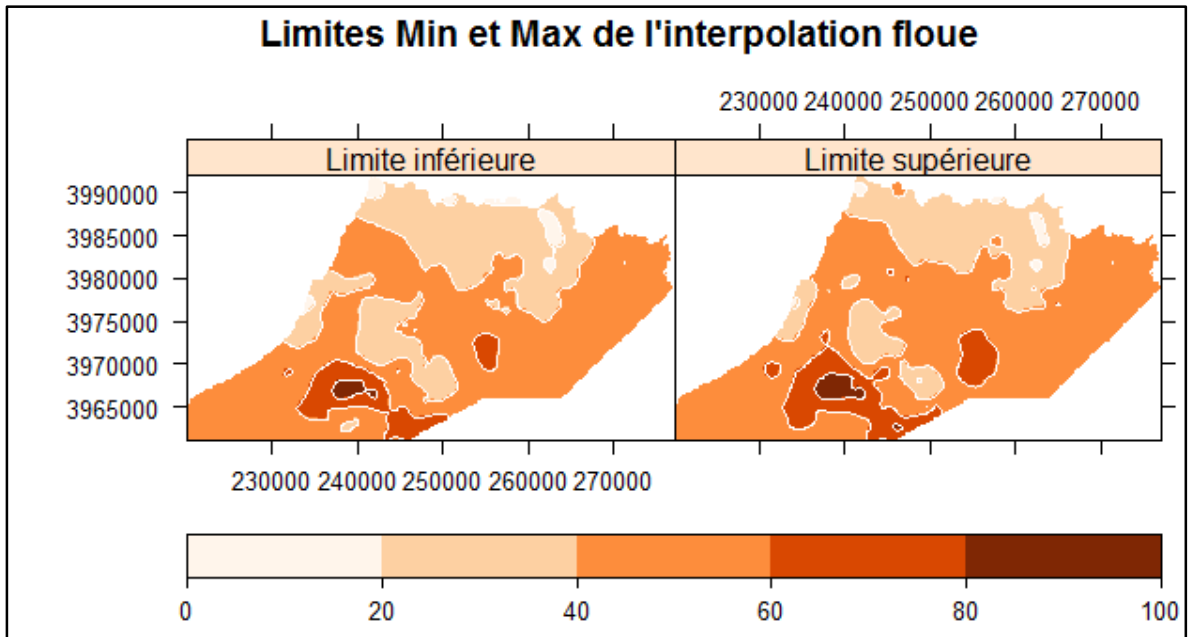 Limites Min et Max de l'interpolation floue
230000 240000 250000 260000 270000
Limite inférieure
Limite supérieure
3990000
3985000
3980000
3975000
3970000
3965000
230000 240000 250000 260000 270000
0 20 40 60 80 100